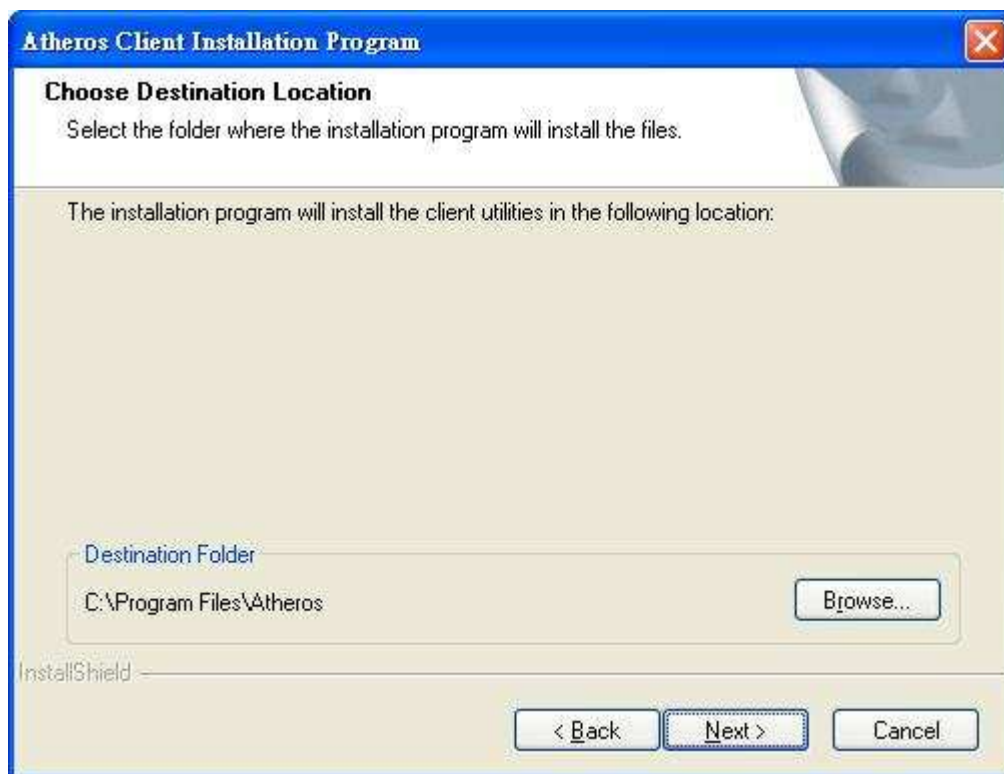 Atheros Client Installation Program
Choose Destination Location
Select the folder where the installation program will install the files.
The installation program will install the client utilities in the following location:
Destination Folder
C:\Program Files\Atheros
Browse...
InstallShield
< Back
Next >
Cancel